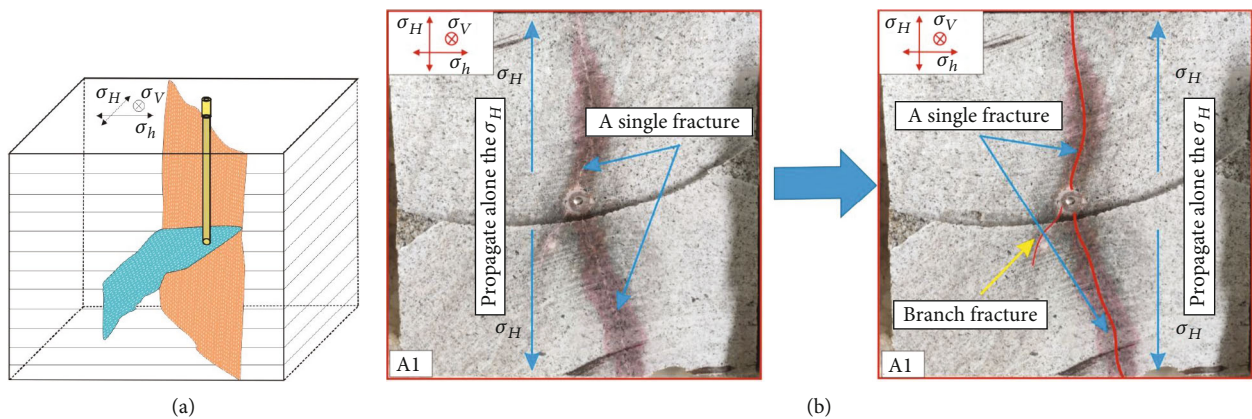 σH
σV
σh
(a)
σH
σV
σh
σH
Propagate alone the σH
A single fracture
σH
A1
σH
σV
σh
A single fracture
Branch fracture
σH
Propagate alone the σH
σH
A1
(b)